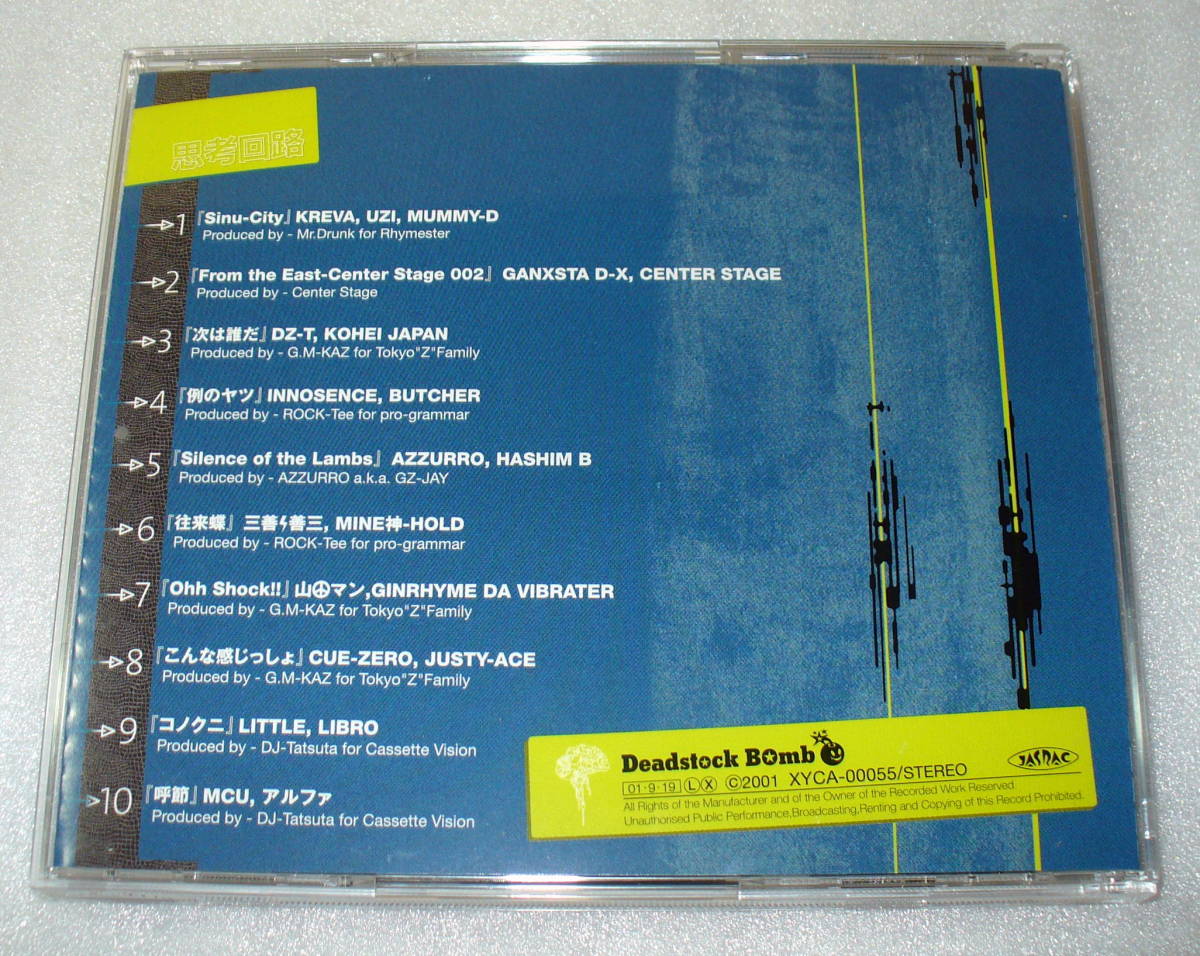 思考回路
1 『Sinu-City』 KREVA, UZI, MUMMY-D
Produced by - Mr.Drunk for Rhymester
2 『From the East-Center Stage 002』 GANXSTA D-X, CENTER STAGE
Produced by - Center Stage
3 『次は誰だ』 DZ-T, KOHEI JAPAN
Produced by - G.M-KAZ for Tokyo"Z"Family
4 『例のヤツ』 INNOSENCE, BUTCHER
Produced by - ROCK-Tee for pro-grammar
5 『Silence of the Lambs』 AZZURRO, HASHIM B
Produced by - AZZURRO a.k.a. GZ-JAY
6 『往来蝶』 三善ϟ善三, MINE神-HOLD
Produced by - ROCK-Tee for pro-grammar
7 『Ohh Shock!!』 山☮マン,GINRHYME DA VIBRATER
Produced by - G.M-KAZ for Tokyo"Z"Family
8 『こんな感じっしょ』 CUE-ZERO, JUSTY-ACE
Produced by - G.M-KAZ for Tokyo"Z"Family
9 『コノクニ』 LITTLE, LIBRO
Produced by - DJ-Tatsuta for Cassette Vision
10 『呼節』 MCU, アルファ
Produced by - DJ-Tatsuta for Cassette Vision
Deadstock Bomb
JASRAC
01・9・19 Ⓛ Ⓧ ©2001 XYCA-00055/STEREO
All Rights of the Manufacturer and of the Owner of the Recorded Work Reserved.
Unauthorised Public Performance,Broadcasting,Renting and Copying of this Record Prohibited.